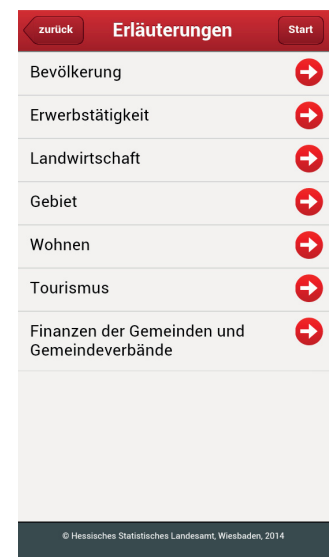 zurück Erläuterungen Start
Bevölkerung
Erwerbstätigkeit
Landwirtschaft
Gebiet
Wohnen
Tourismus
Finanzen der Gemeinden und
Gemeindeverbände
© Hessisches Statistisches Landesamt, Wiesbaden, 2014